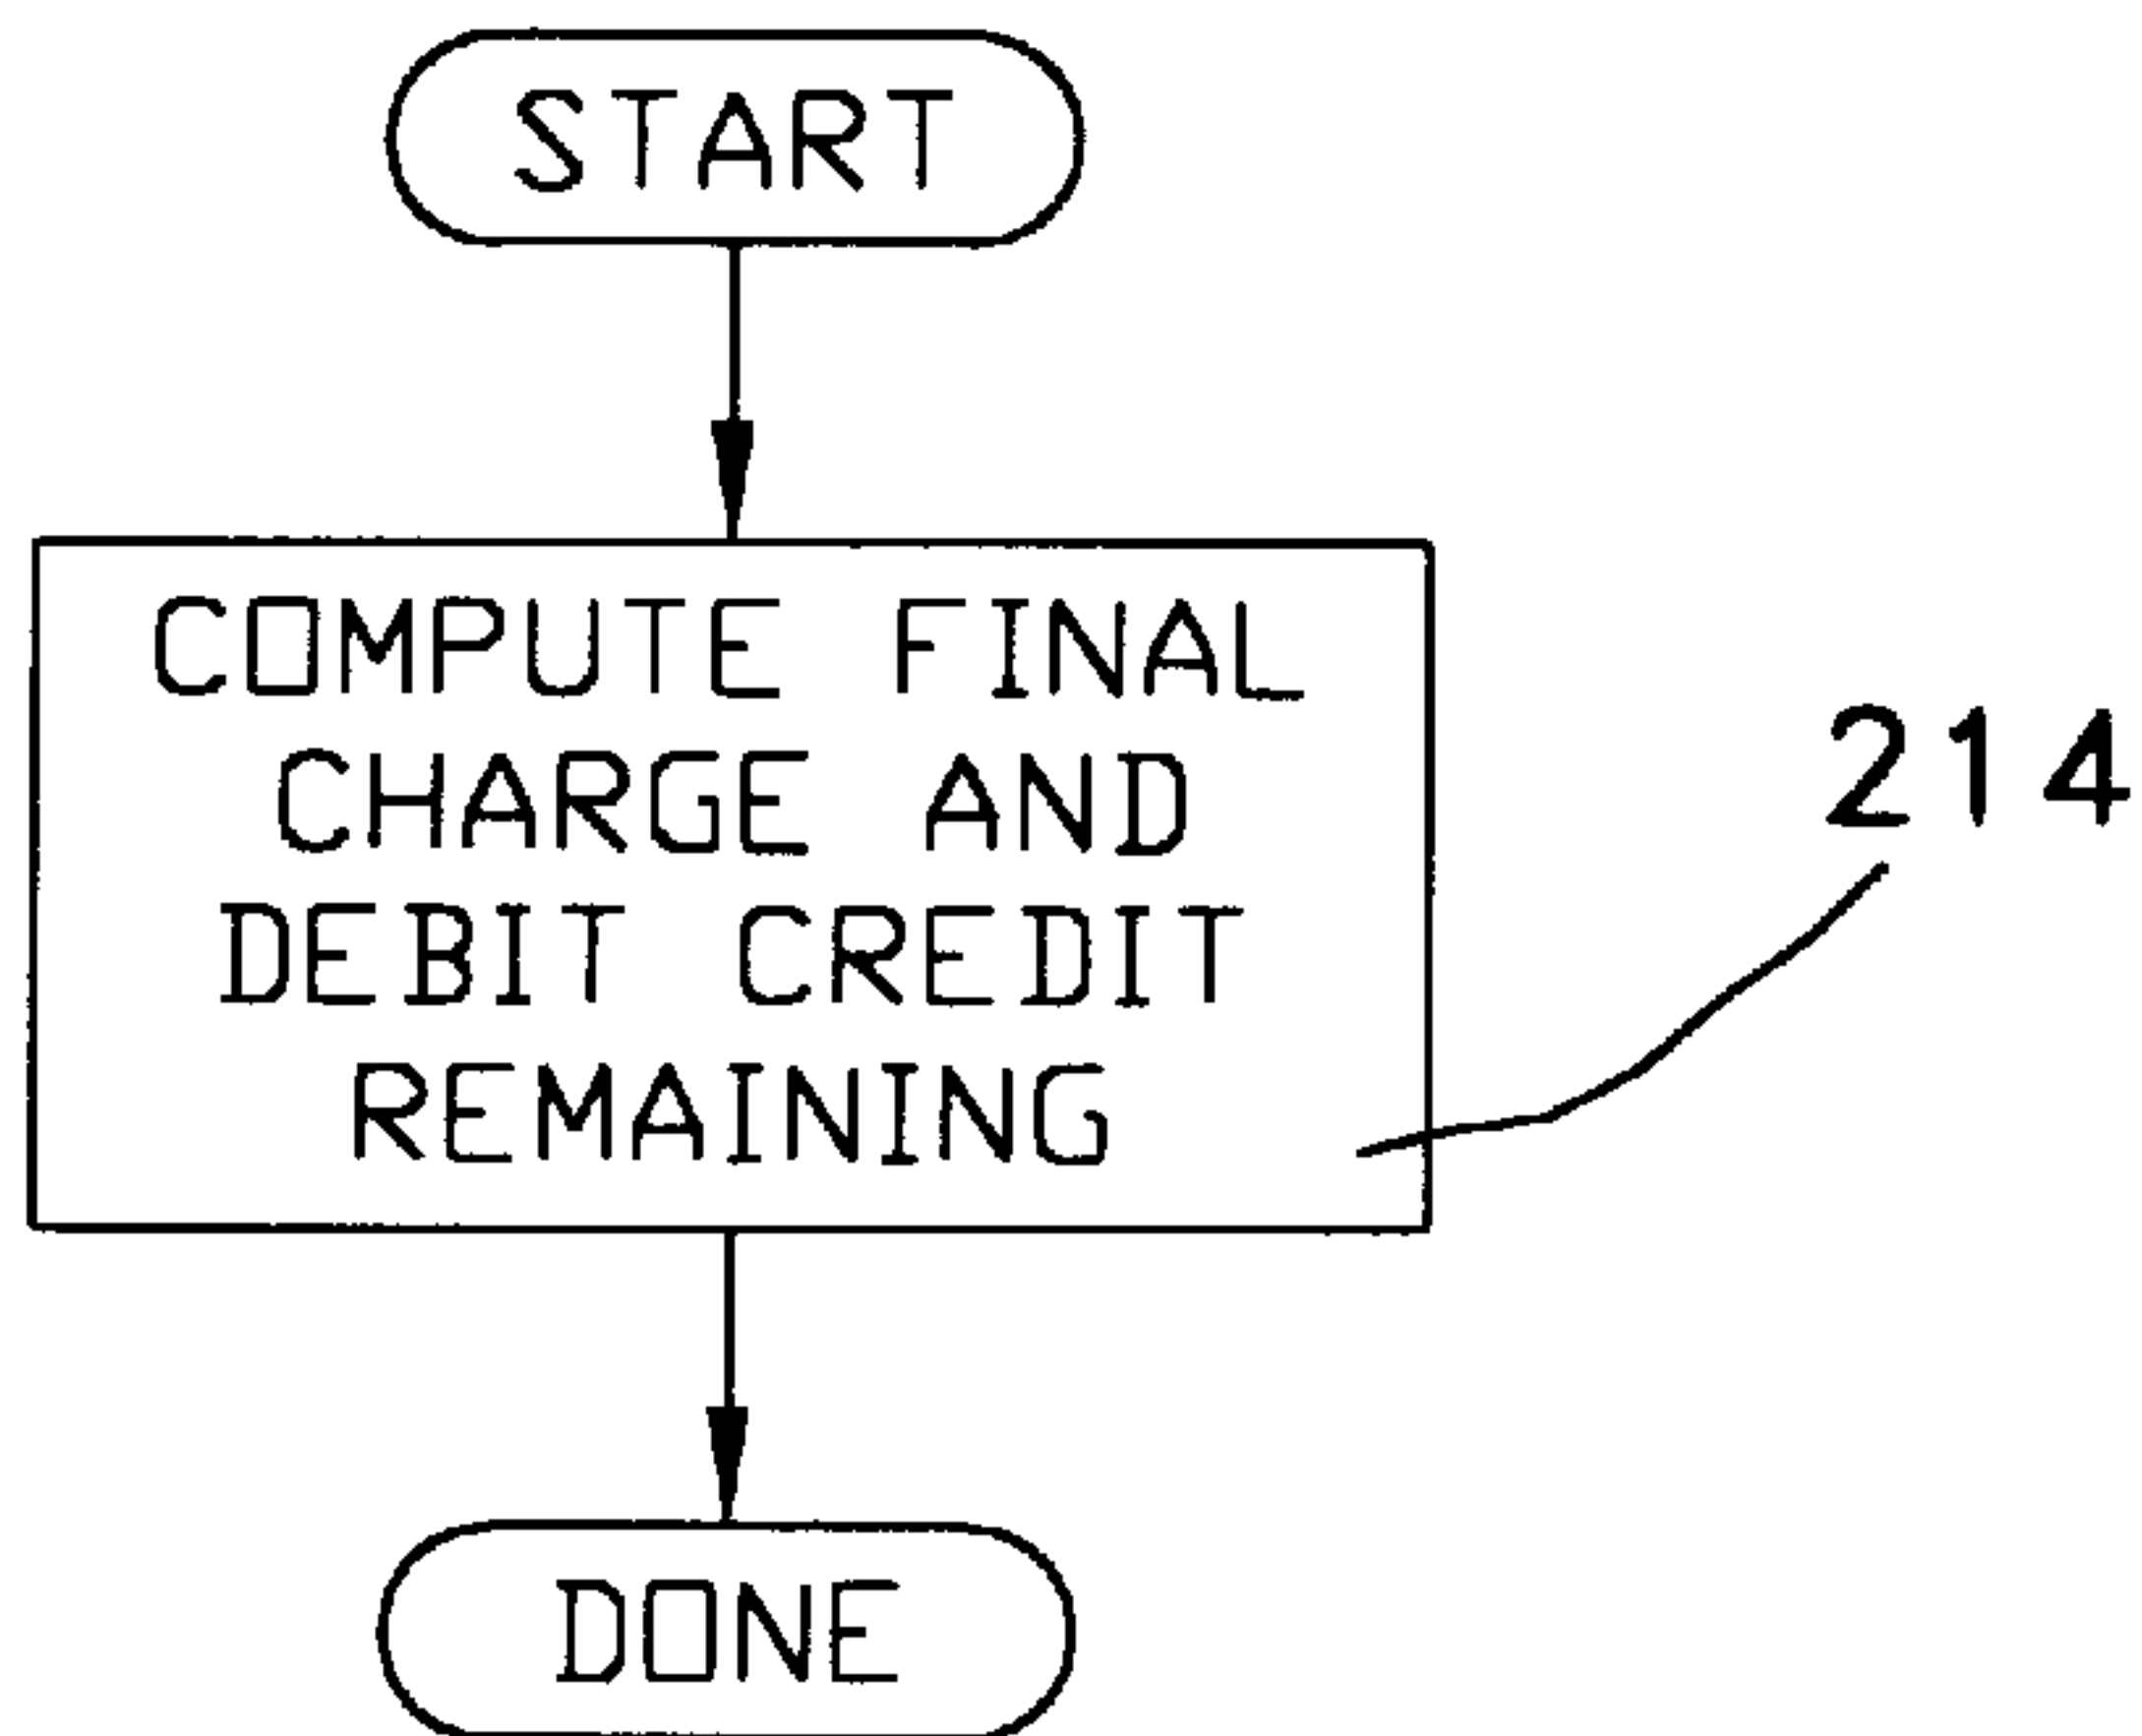 START
COMPUTE FINAL
CHARGE AND
DEBIT CREDIT
REMAINING
214
DONE